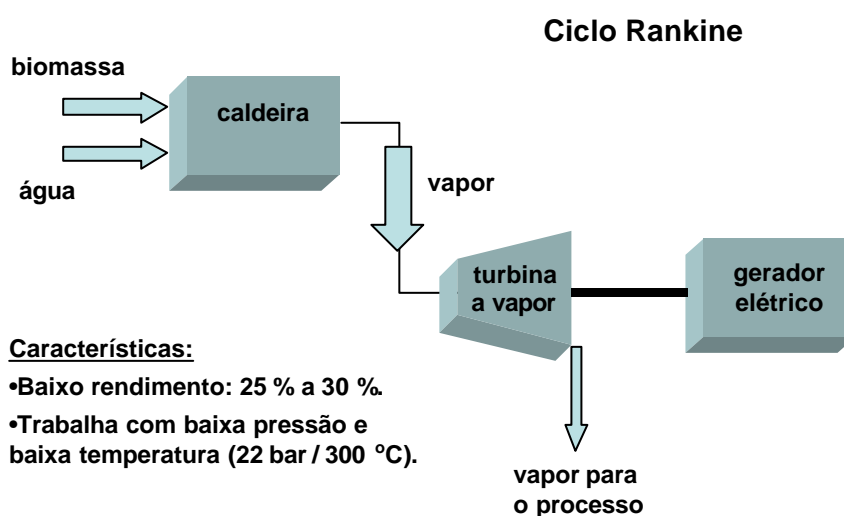 Ciclo Rankine
biomassa
caldeira
água
vapor
turbina
a vapor
gerador
elétrico
Características:
•Baixo rendimento: 25 % a 30 %.
•Trabalha com baixa pressão e
baixa temperatura (22 bar / 300 ºC).
vapor para
o processo